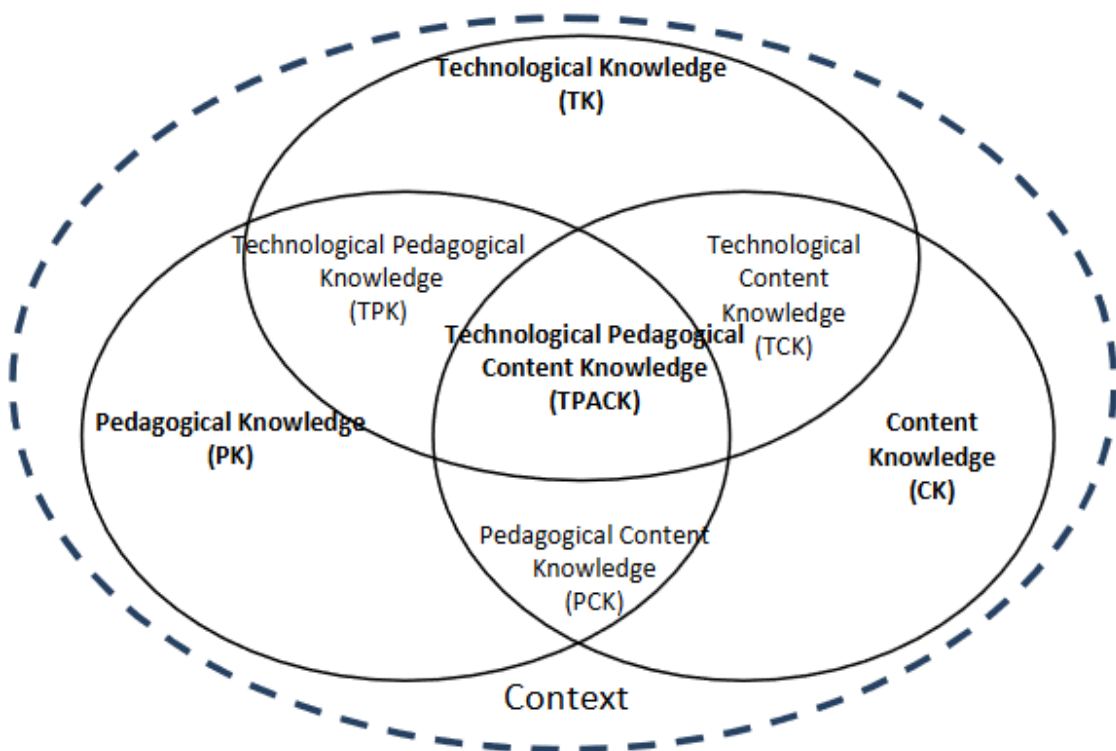 Technological Knowledge
(TK)
Technological Pedagogical
Knowledge
(TPK)
Technological
Content
Knowledge
(TCK)
Technological Pedagogical
Content Knowledge
(TPACK)
Pedagogical Knowledge
(PK)
Content
Knowledge
(CK)
Pedagogical Content
Knowledge
(PCK)
Context